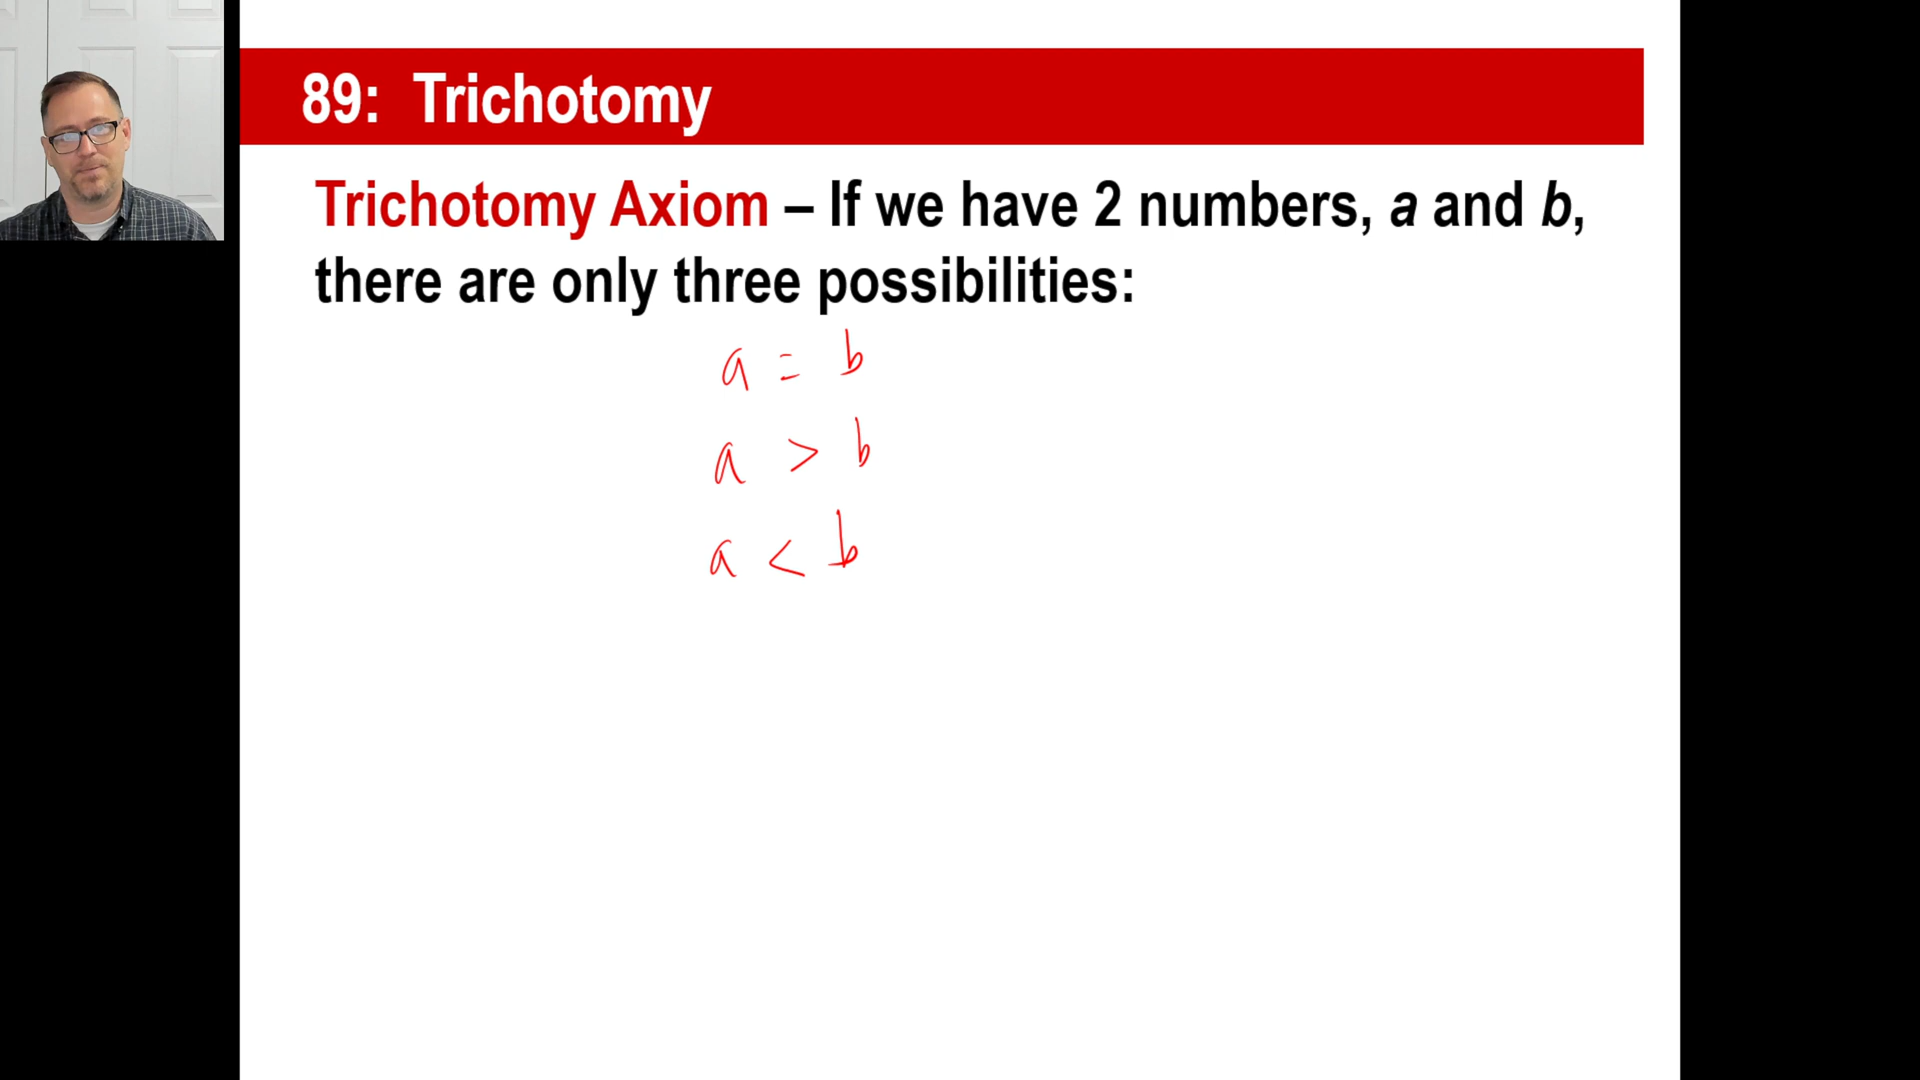 89: Trichotomy
Trichotomy Axiom – If we have 2 numbers, a and b,
there are only three possibilities:
a = b
a > b
a < b